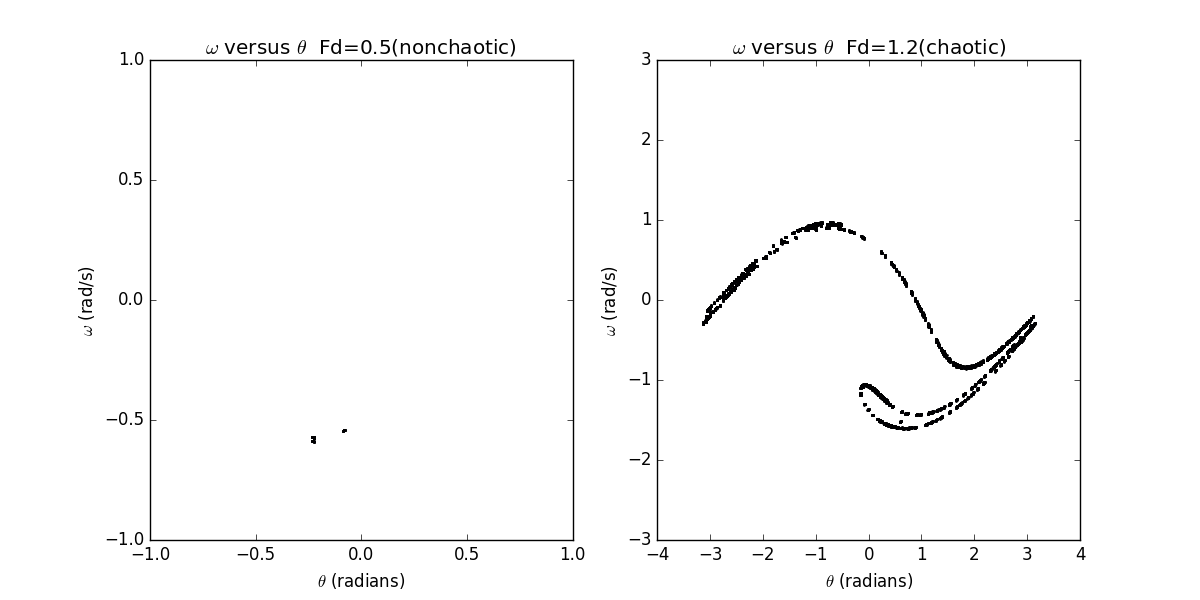 ω versus θ Fd=0.5(nonchaotic)
1.0
0.5
0.0
−0.5
−1.0
ω (rad/s)
−1.0 −0.5 0.0 0.5 1.0
θ (radians)
ω versus θ Fd=1.2(chaotic)
3
2
1
0
−1
−2
−3
ω (rad/s)
−4 −3 −2 −1 0 1 2 3 4
θ (radians)